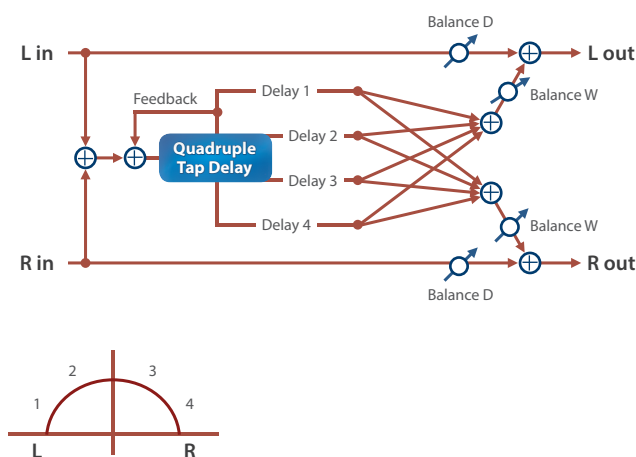 Balance D
L in
L out
Feedback
Delay 1
Balance W
Quadruple
Tap Delay
Delay 2
Delay 3
Delay 4
Balance W
R in
R out
Balance D
2
3
1
4
L
R